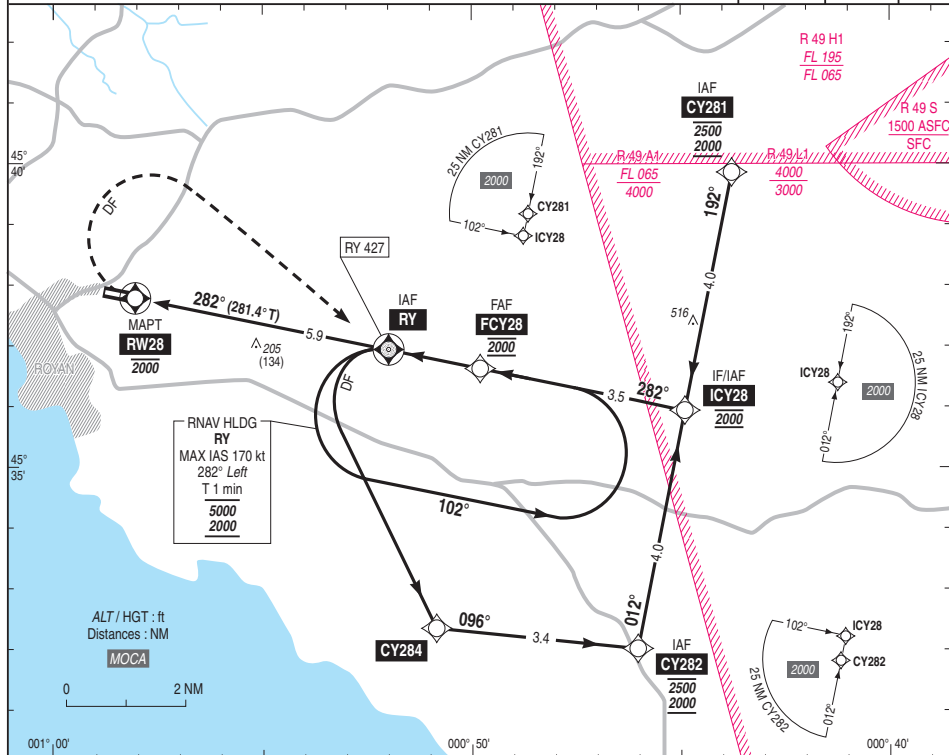 R 49 H1
FL 195
FL 065
IAF
CY281
2500
2000
R 49 S
1500 ASFC
SFC
45°
40'
R/49/A1
FL 065
4000
R/49/L1
4000
3000
25 NM CY281
192°
2000
CY281
102°
ICY28
192°
4.0
DF
RY 427
282° (281.4° T)
5.9
IAF
RY
FAF
FCY28
2000
516
MAPT
RW28
2000
205
(134)
ROYAN
DF
3.5
282°
IF/IAF
ICY28
2000
192°
ICY28
2000
25 NM ICY28
012°
RNAV HLDG
RY
MAX IAS 170 kt
282° Left
T 1 min
5000
2000
45°
35'
102°
4.0
012°
ALT / HGT : ft
Distances : NM
MOCA
0 2 NM
CY284
096°
3.4
IAF
CY282
2500
2000
102°
ICY28
2000
CY282
25 NM CY282
012°
001° 00'
000° 50'
000° 40'